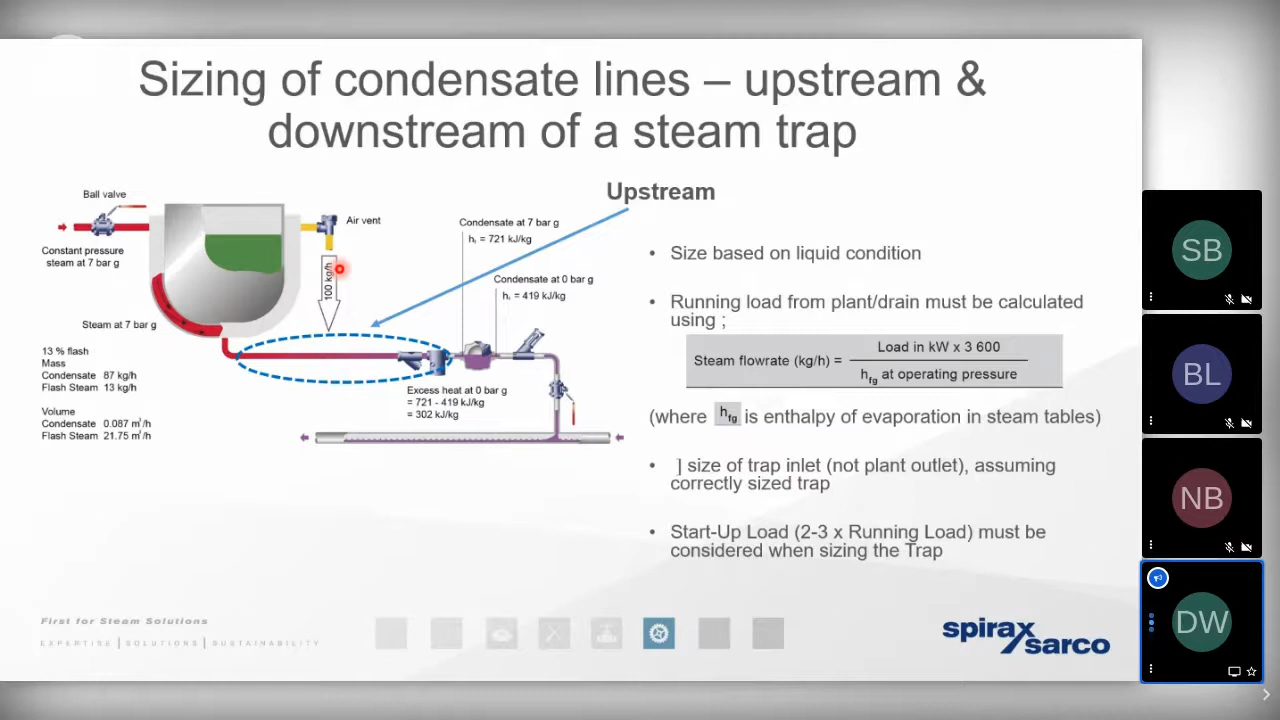 Sizing of condensate lines – upstream &
downstream of a steam trap
Upstream
Ball valve
Air vent
Constant pressure
steam at 7 bar g
100 kg/h
Condensate at 7 bar g
hf = 721 kJ/kg
Condensate at 0 bar g
hf = 419 kJ/kg
Steam at 7 bar g
13 % flash
Mass
Condensate 87 kg/h
Flash Steam 13 kg/h
Volume
Condensate 0.087 m³/h
Flash Steam 21.75 m³/h
Excess heat at 0 bar g
= 721 - 419 kJ/kg
= 302 kJ/kg
• Size based on liquid condition
• Running load from plant/drain must be calculated
using ;
Steam flowrate (kg/h) = Load in kW x 3 600
hfg at operating pressure
(where hfg is enthalpy of evaporation in steam tables)
• ] size of trap inlet (not plant outlet), assuming
correctly sized trap
• Start-Up Load (2-3 x Running Load) must be
considered when sizing the Trap
First for Steam Solutions
EXPERTISE | SOLUTIONS | SUSTAINABILITY
spirax
sarco
SB
BL
NB
DW